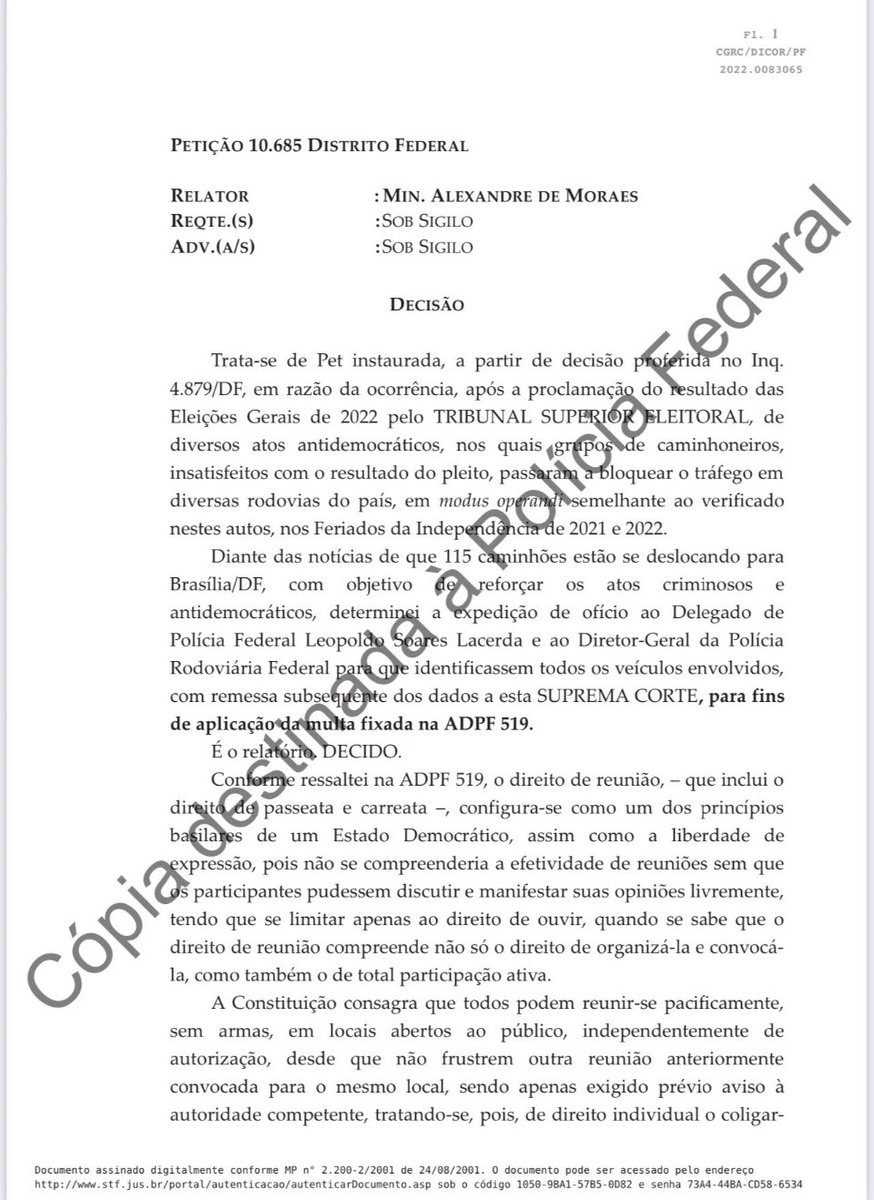 Fl. 1
CGRC/DICOR/PF
2022.0083065
PETIÇÃO 10.685 DISTRITO FEDERAL
RELATOR : MIN. ALEXANDRE DE MORAES
REQTE.(S) :SOB SIGILO
ADV.(A/S) :SOB SIGILO
DECISÃO
Trata-se de Pet instaurada, a partir de decisão proferida no Inq.
4.879/DF, em razão da ocorrência, após a proclamação do resultado das
Eleições Gerais de 2022 pelo TRIBUNAL SUPERIOR ELEITORAL, de
diversos atos antidemocráticos, nos quais grupos de caminhoneiros,
insatisfeitos com o resultado do pleito, passaram a bloquear o tráfego em
diversas rodovias do país, em modus operandi semelhante ao verificado
nestes autos, nos Feriados da Independência de 2021 e 2022.
Diante das notícias de que 115 caminhões estão se deslocando para
Brasília/DF, com objetivo de reforçar os atos criminosos e
antidemocráticos, determinei a expedição de ofício ao Delegado de
Polícia Federal Leopoldo Soares Lacerda e ao Diretor-Geral da Polícia
Rodoviária Federal para que identificassem todos os veículos envolvidos,
com remessa subsequente dos dados a esta SUPREMA CORTE, para fins
de aplicação da multa fixada na ADPF 519.
É o relatório. DECIDO.
Conforme ressaltei na ADPF 519, o direito de reunião, – que inclui o
direito de passeata e carreata –, configura-se como um dos princípios
basilares de um Estado Democrático, assim como a liberdade de
expressão, pois não se compreenderia a efetividade de reuniões sem que
os participantes pudessem discutir e manifestar suas opiniões livremente,
tendo que se limitar apenas ao direito de ouvir, quando se sabe que o
direito de reunião compreende não só o direito de organizá-la e convocá-
la, como também o de total participação ativa.
A Constituição consagra que todos podem reunir-se pacificamente,
sem armas, em locais abertos ao público, independentemente de
autorização, desde que não frustrem outra reunião anteriormente
convocada para o mesmo local, sendo apenas exigido prévio aviso à
autoridade competente, tratando-se, pois, de direito individual o coligar-
Cópia destinada à Polícia Federal
Documento assinado digitalmente conforme MP n° 2.200-2/2001 de 24/08/2001. O documento pode ser acessado pelo endereço
http://www.stf.jus.br/portal/autenticacao/autenticarDocumento.asp sob o código 1050-9BA1-57B5-0D82 e senha 73A4-44BA-CD58-6534